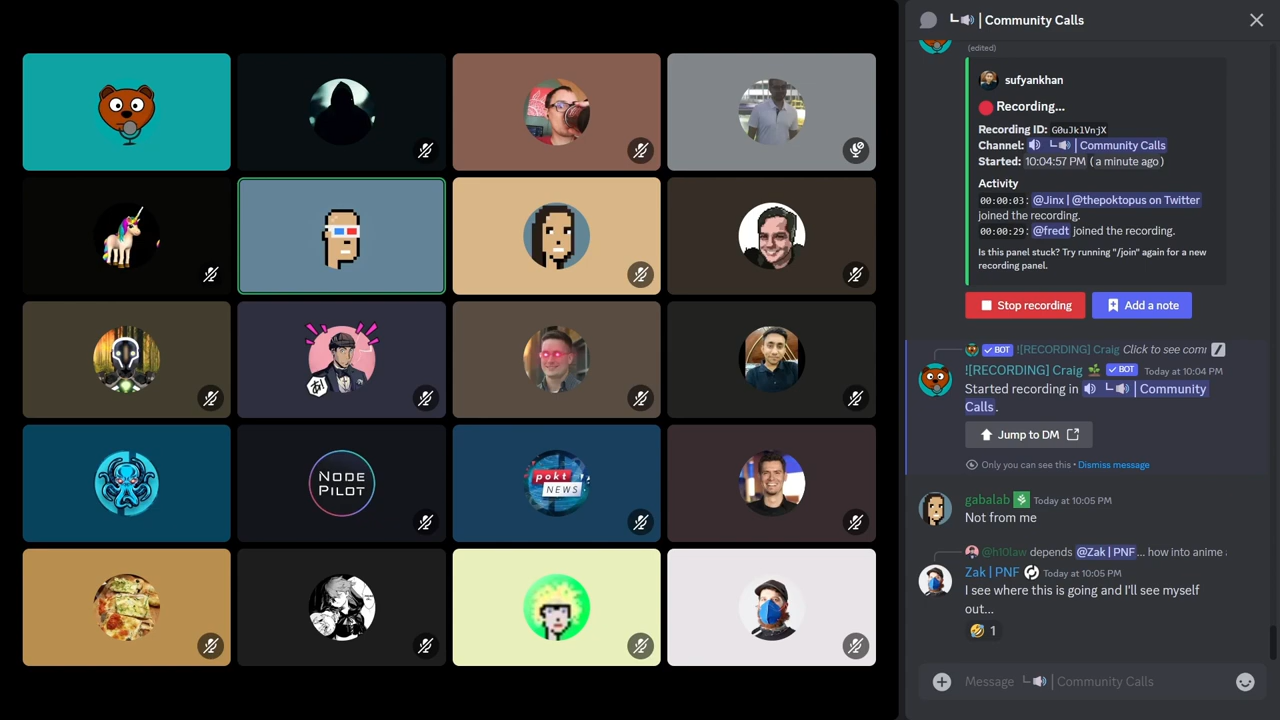 NODE
PILOT
pokt
NEWS
| Community Calls
(edited)
sufyankhan
Recording...
Recording ID: G0uJk1VnjX
Channel: | Community Calls
Started: 10:04:57 PM ( a minute ago )
Activity
00:00:03: @Jinx | @thepoktopus on Twitter
joined the recording.
00:00:29: @fredt joined the recording.
Is this panel stuck? Try running "/join" again for a new
recording panel.
Stop recording
Add a note
BOT ![RECORDING] Craig Click to see com
![RECORDING] Craig BOT Today at 10:04 PM
Started recording in | Community
Calls .
Jump to DM
Only you can see this • Dismiss message
gabalab Today at 10:05 PM
Not from me
@h10law depends @Zak | PNF... how into anime
Zak | PNF Today at 10:05 PM
I see where this is going and I'll see myself
out...
1
Message | Community Calls